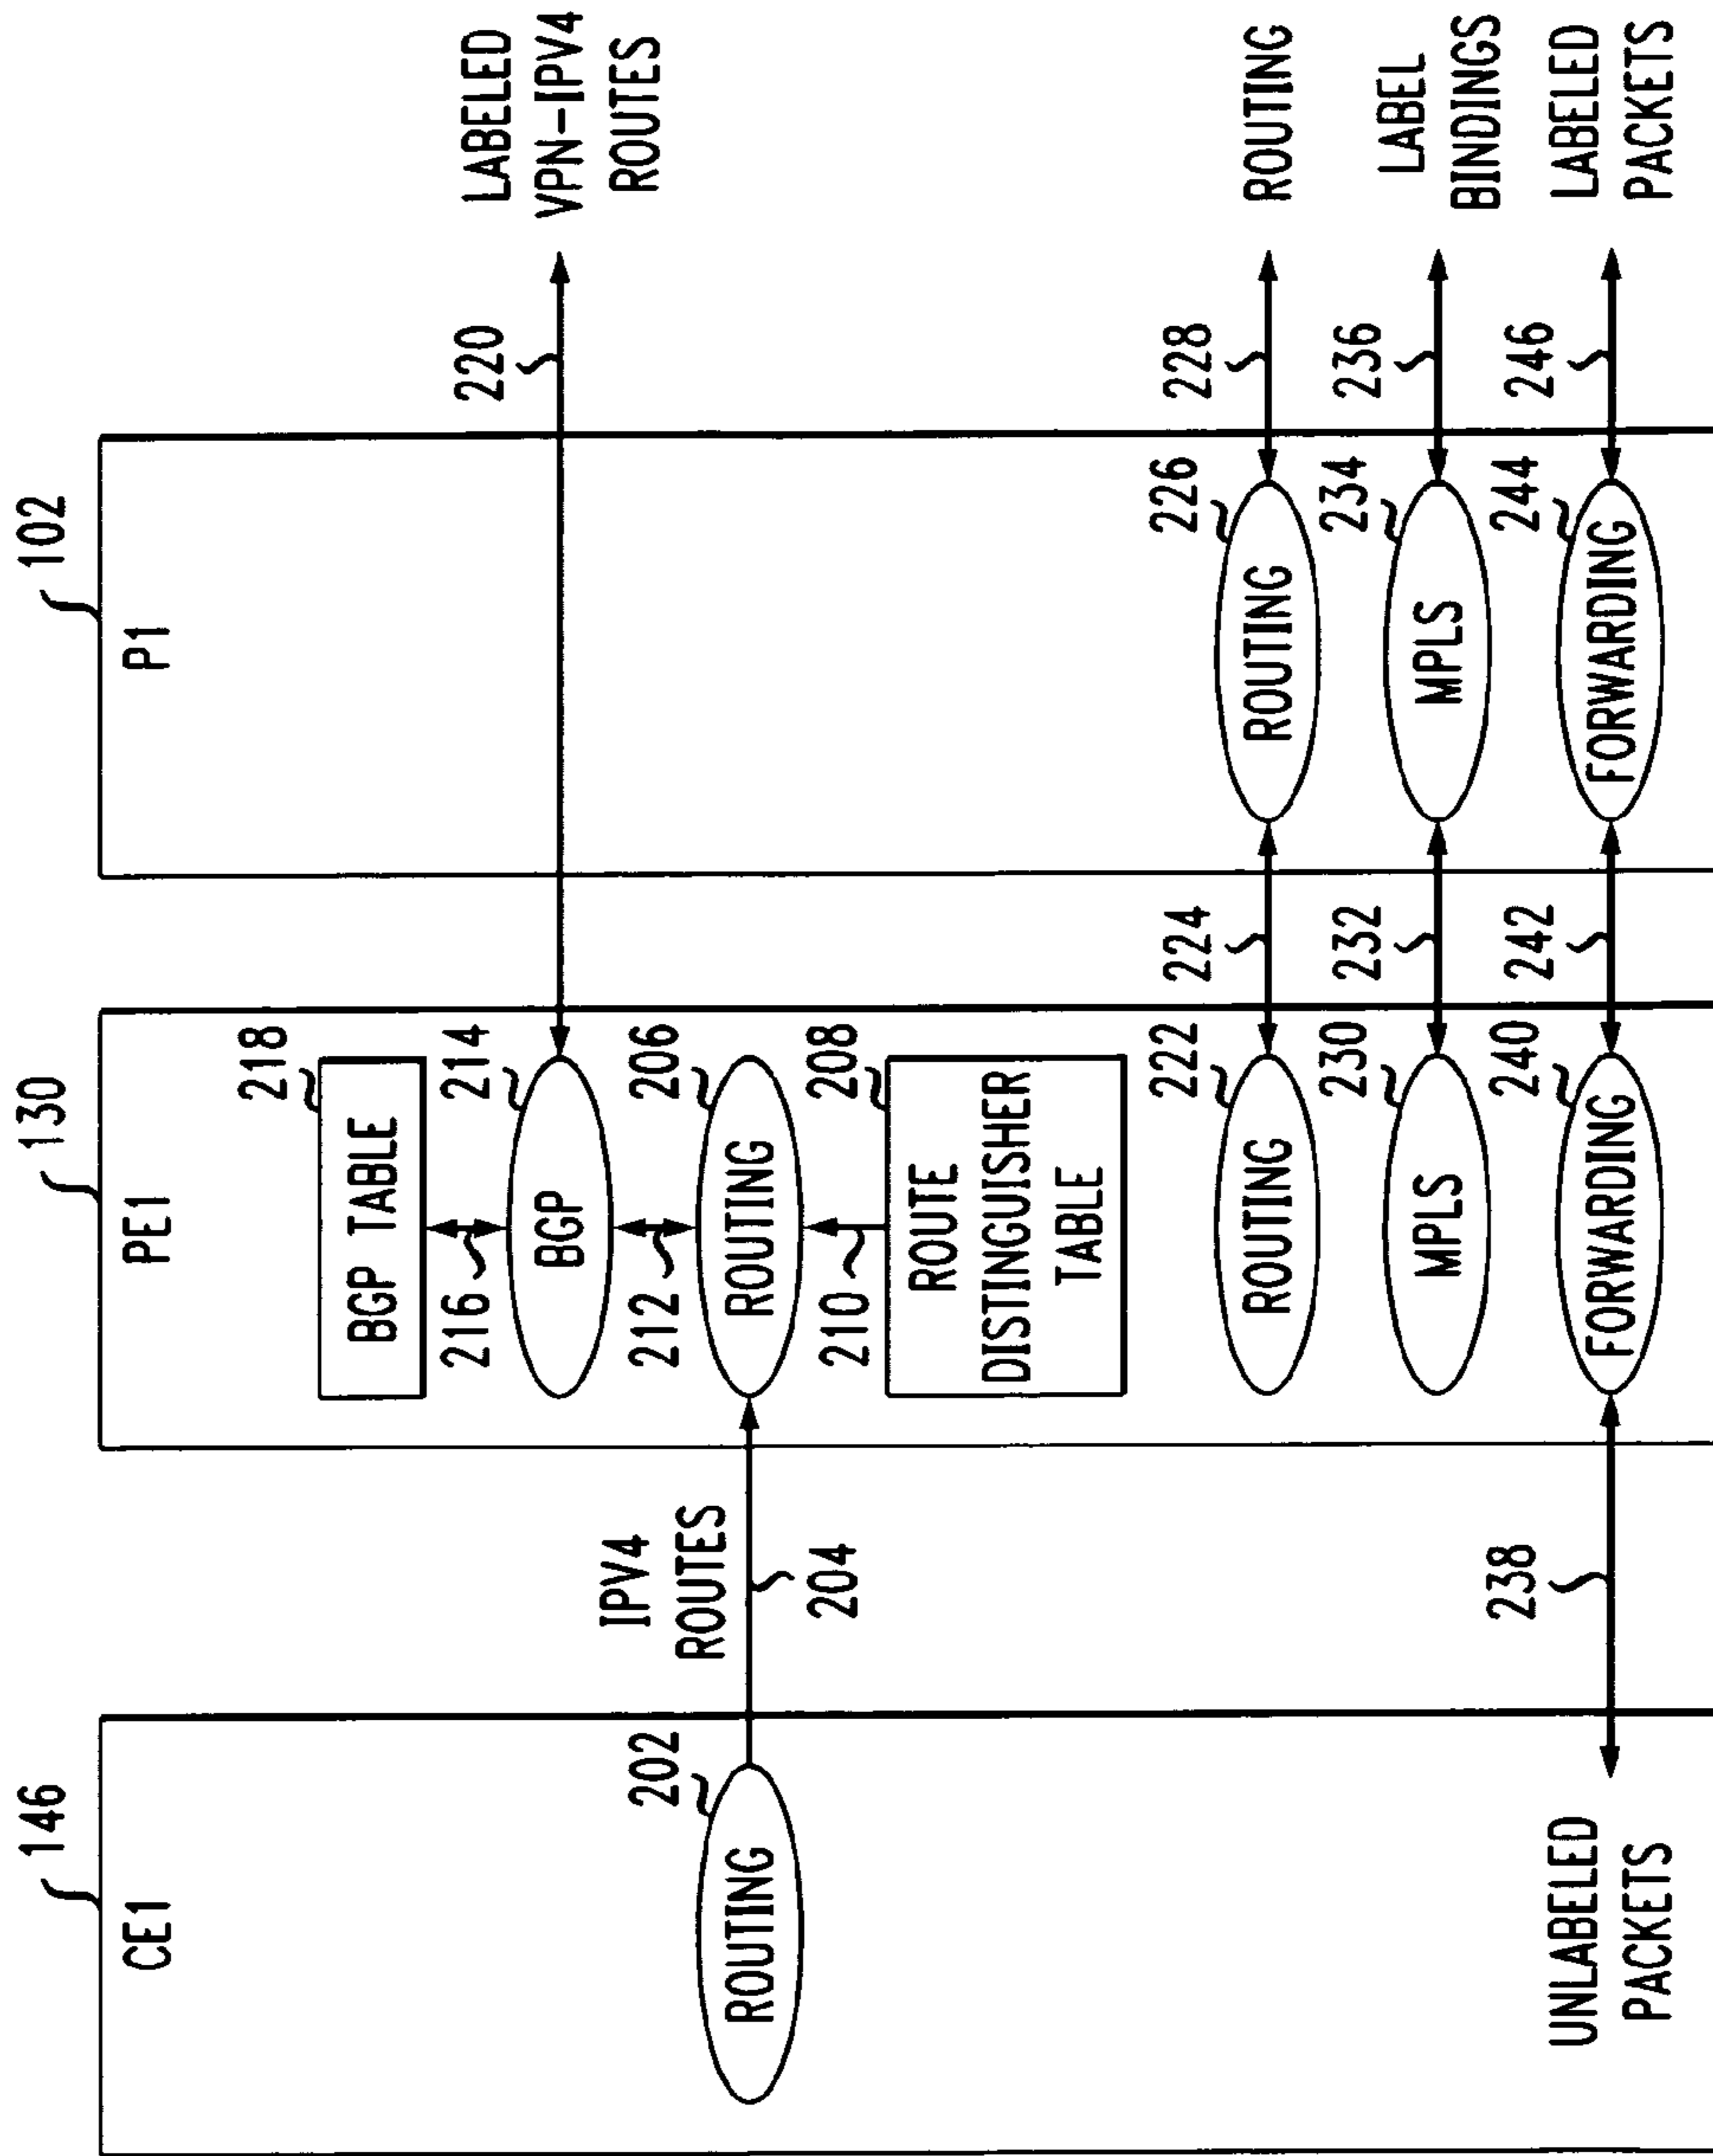 146
CE1
202
ROUTING
UNLABELED
PACKETS
IPV4
ROUTES
204
238
130
PE1
218
BGP TABLE
216
214
BGP
212
206
ROUTING
210
208
ROUTE
DISTINGUISHER
TABLE
222
ROUTING
230
MPLS
240
FORWARDING
224
232
242
102
P1
226
ROUTING
234
MPLS
244
FORWARDING
220
228
236
246
LABELED
VPN-IPV4
ROUTES
ROUTING
LABEL
BINDINGS
LABELED
PACKETS